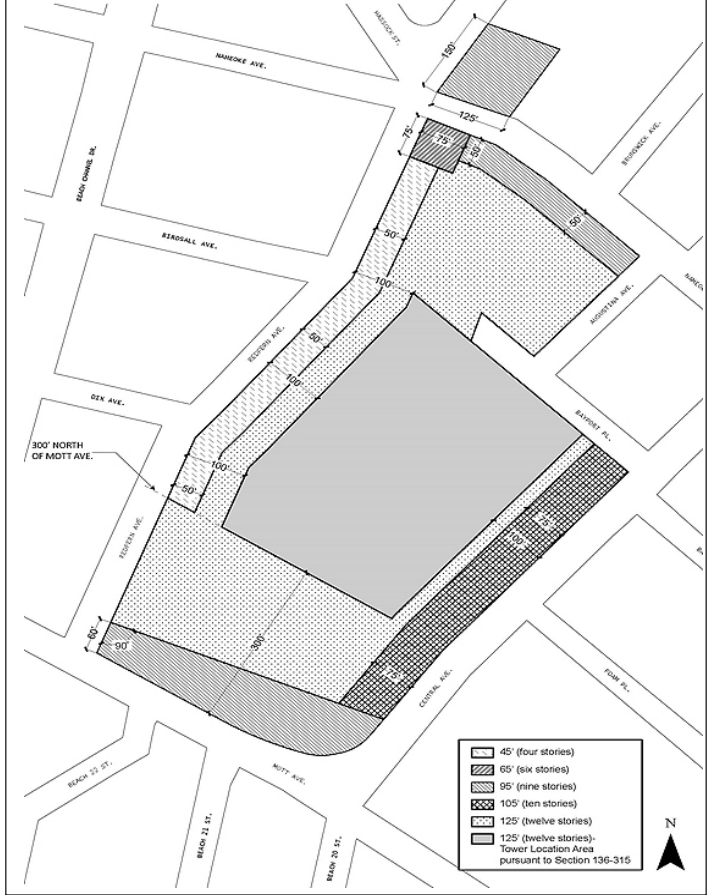 HASSOCK ST.
NAMEOKE AVE.
150'
125'
BRUNSWICK AVE.
75'
75'
50'
BEACH CHANNEL DR.
50'
BIRDSALL AVE.
50'
NAMEO
100'
AUGUSTINA AVE.
REDFERN AVE.
50'
100'
DIX AVE.
BAYPORT PL.
300' NORTH
OF MOTT AVE.
100'
50'
75'
100'
REDFERN AVE.
60'
90'
300'
75'
CENTRAL AVE.
FOAM PL.
MOTT AVE.
BEACH 22 ST.
BEACH 21 ST.
BEACH 20 ST.
45' (four stories)
65' (six stories)
95' (nine stories)
105' (ten stories)
125' (twelve stories)
125' (twelve stories)-
Tower Location Area
pursuant to Section 136-315
N